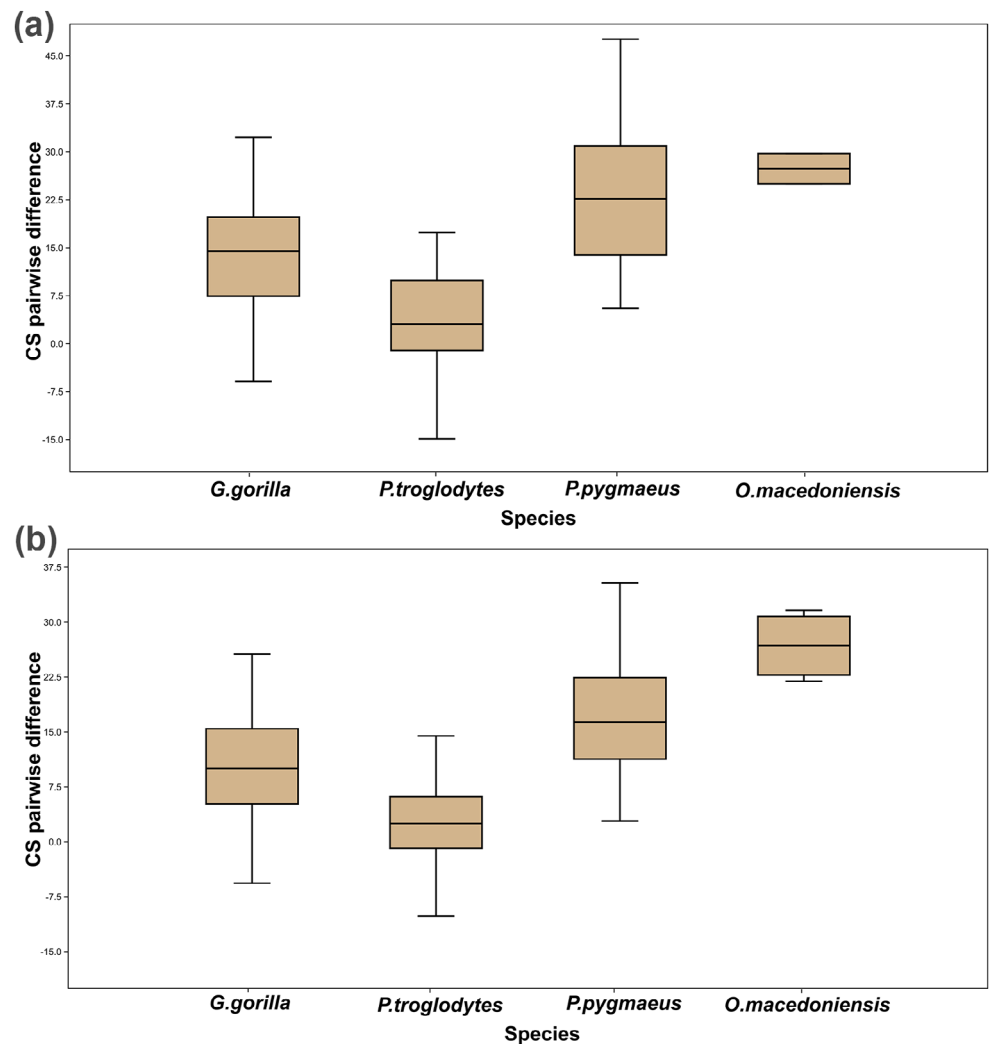 (a)
CS pairwise difference
45.0
37.5
30.0
22.5
15.0
7.5
0.0
-7.5
-15.0
G.gorilla P.troglodytes P.pygmaeus O.macedoniensis
Species
(b)
CS pairwise difference
37.5
30.0
22.5
15.0
7.5
0.0
-7.5
-15.0
G.gorilla P.troglodytes P.pygmaeus O.macedoniensis
Species